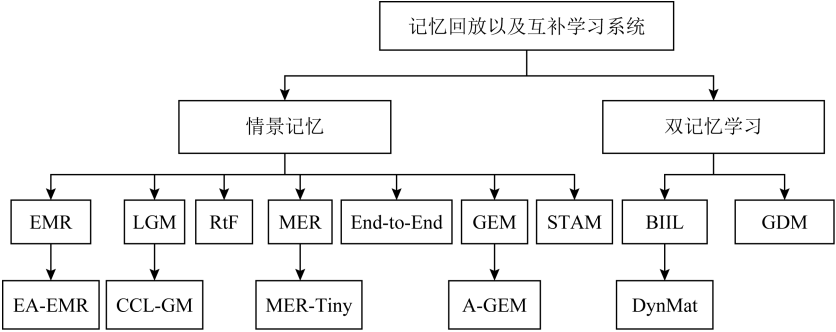 记忆回放以及互补学习系统
情景记忆
双记忆学习
EMR
LGM
RtF
MER
End-to-End
GEM
STAM
BIIL
GDM
EA-EMR
CCL-GM
MER-Tiny
A-GEM
DynMat